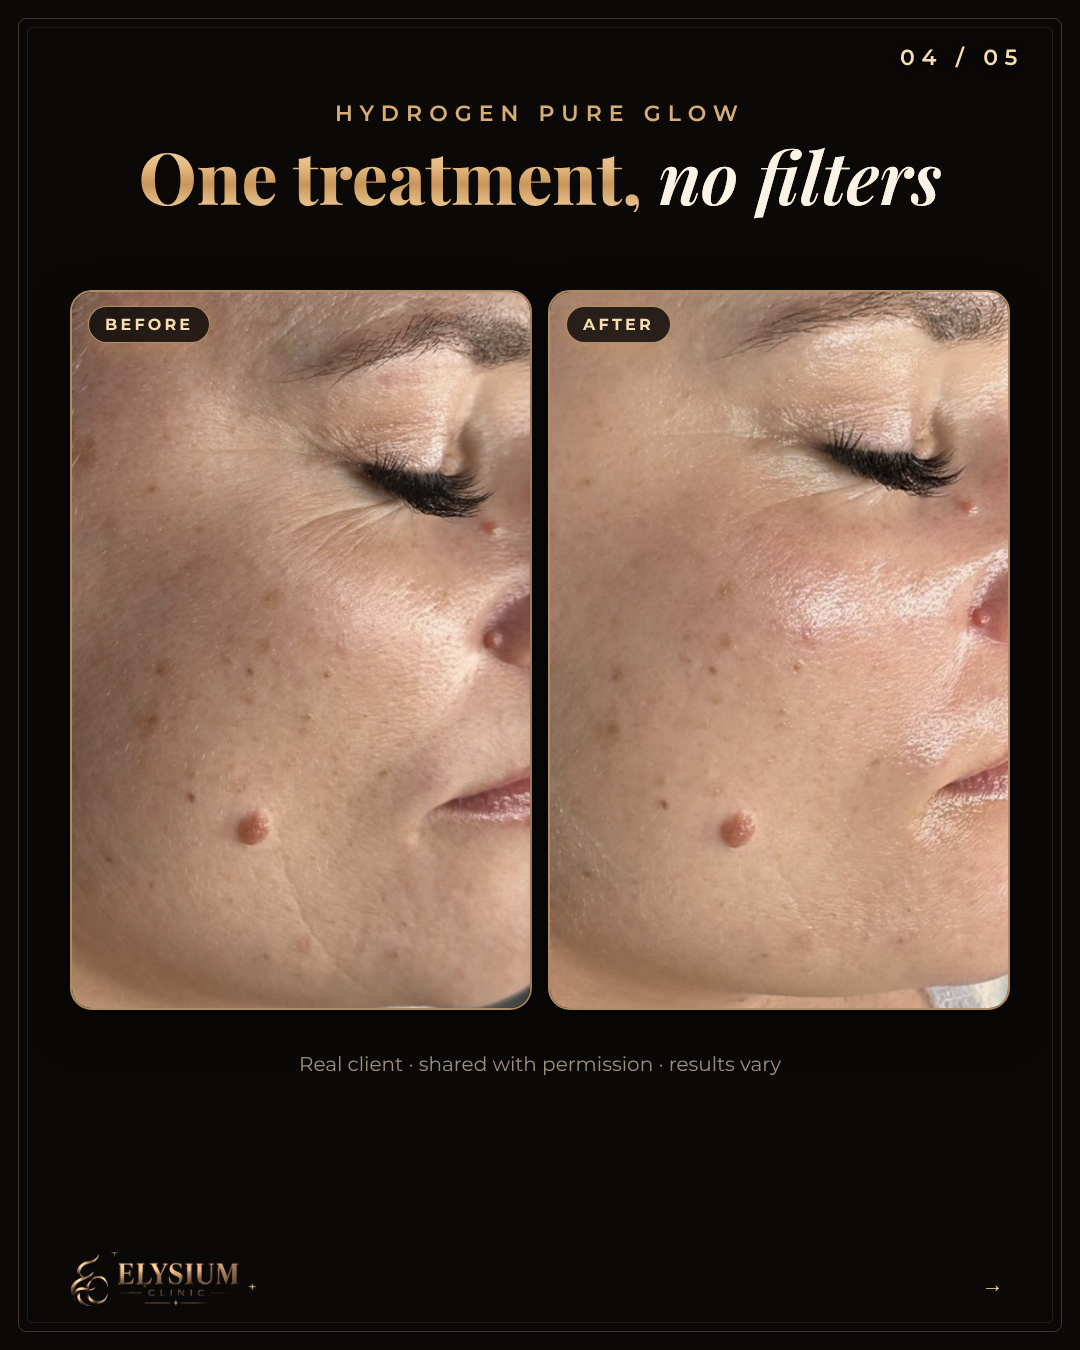 04 / 05
HYDROGEN PURE GLOW
One treatment, no filters
BEFORE
AFTER
Real client · shared with permission · results vary
ELYSIUM
CLINIC
→